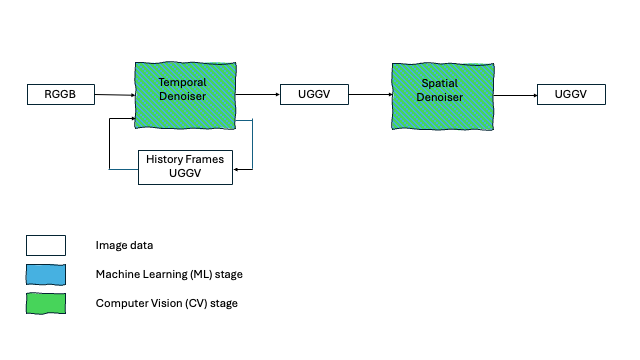 RGGB
Temporal
Denoiser
UGGV
Spatial
Denoiser
UGGV
History Frames
UGGV
Image data
Machine Learning (ML) stage
Computer Vision (CV) stage